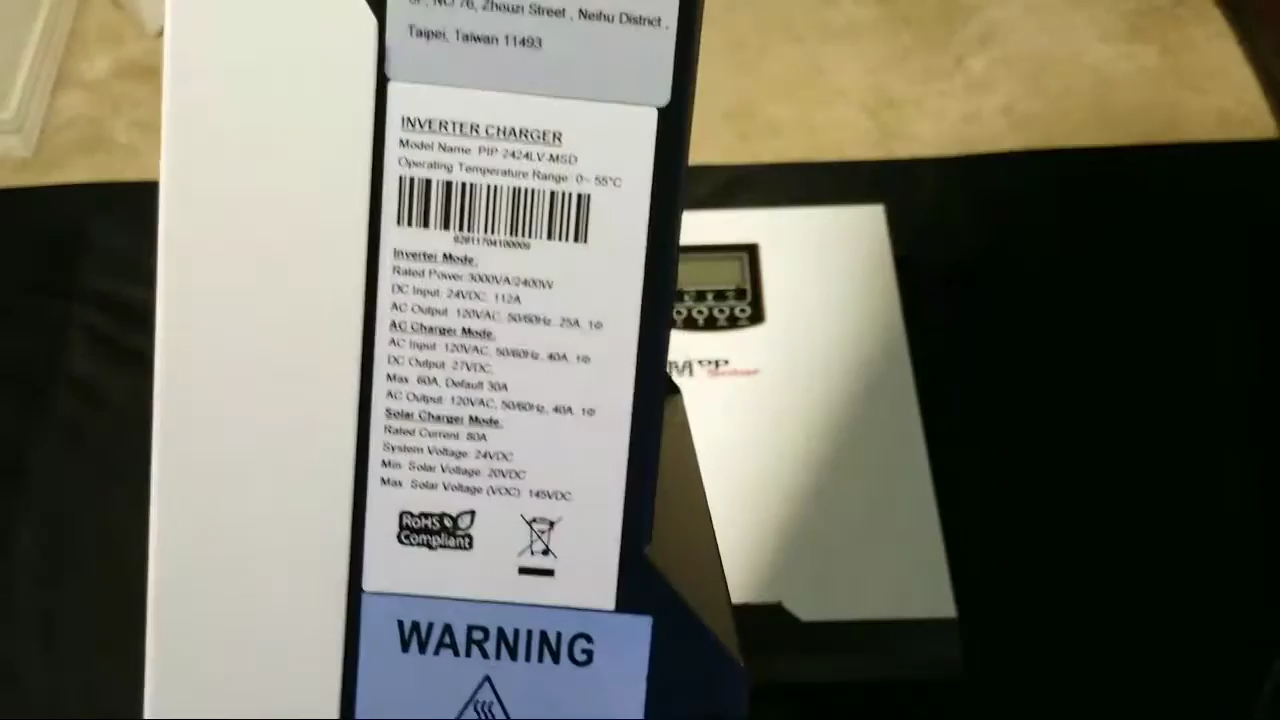 6F, NO 76, Zhouzi Street , Neihu District ,
Taipei, Taiwan 11493
INVERTER CHARGER
Model Name: PIP 2424LV-MSD
Operating Temperature Range: 0~ 55°C
92811704100009
Inverter Mode:
Rated Power 3000VA/2400W
DC Input: 24VDC, 112A
AC Output: 120VAC, 50/60Hz, 25A, 1Φ
AC Charger Mode:
AC Input: 120VAC, 50/60Hz, 40A, 1Φ
DC Output: 27VDC,
Max. 60A, Default 30A
AC Output: 120VAC, 50/60Hz, 40A, 1Φ
Solar Charger Mode:
Rated Current: 80A
System Voltage: 24VDC
Min. Solar Voltage: 20VDC
Max. Solar Voltage (VOC): 145VDC
RoHS
Compliant
WARNING
MPP
Solar